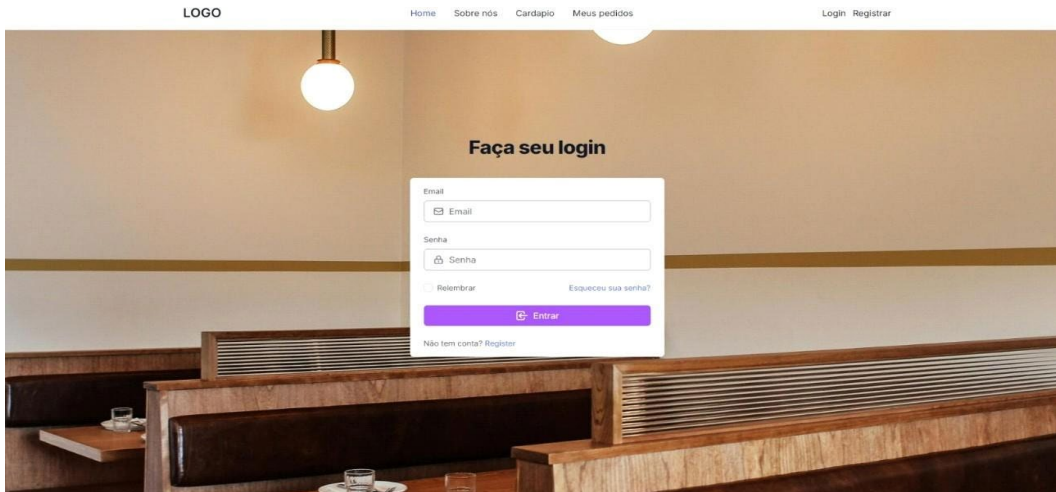 LOGO
Home Sobre nós Cardapio Meus pedidos
Login Registrar
Faça seu login
Email
Email
Senha
Senha
Relembrar Esqueceu sua senha?
Entrar
Não tem conta? Register